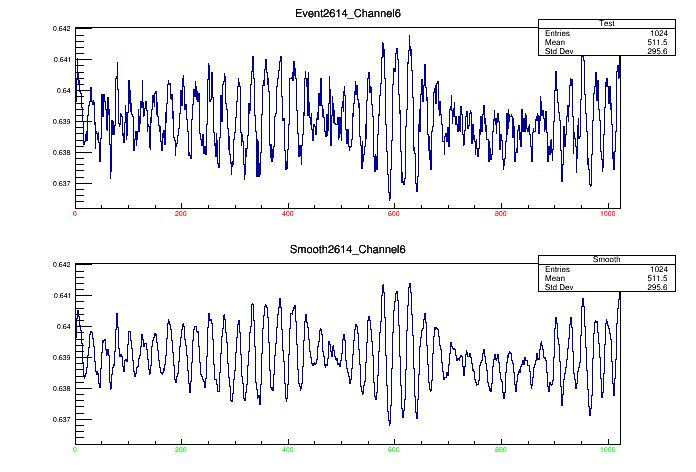 Event2614_Channel6
Test
Entries 1024
Mean 511.5
Std Dev 295.6
0.642
0.641
0.64
0.639
0.638
0.637
0 200 400 600 800 1000
Smooth2614_Channel6
Smooth
Entries 1024
Mean 511.5
Std Dev 295.6
0.642
0.641
0.64
0.639
0.638
0.637
0 200 400 600 800 1000